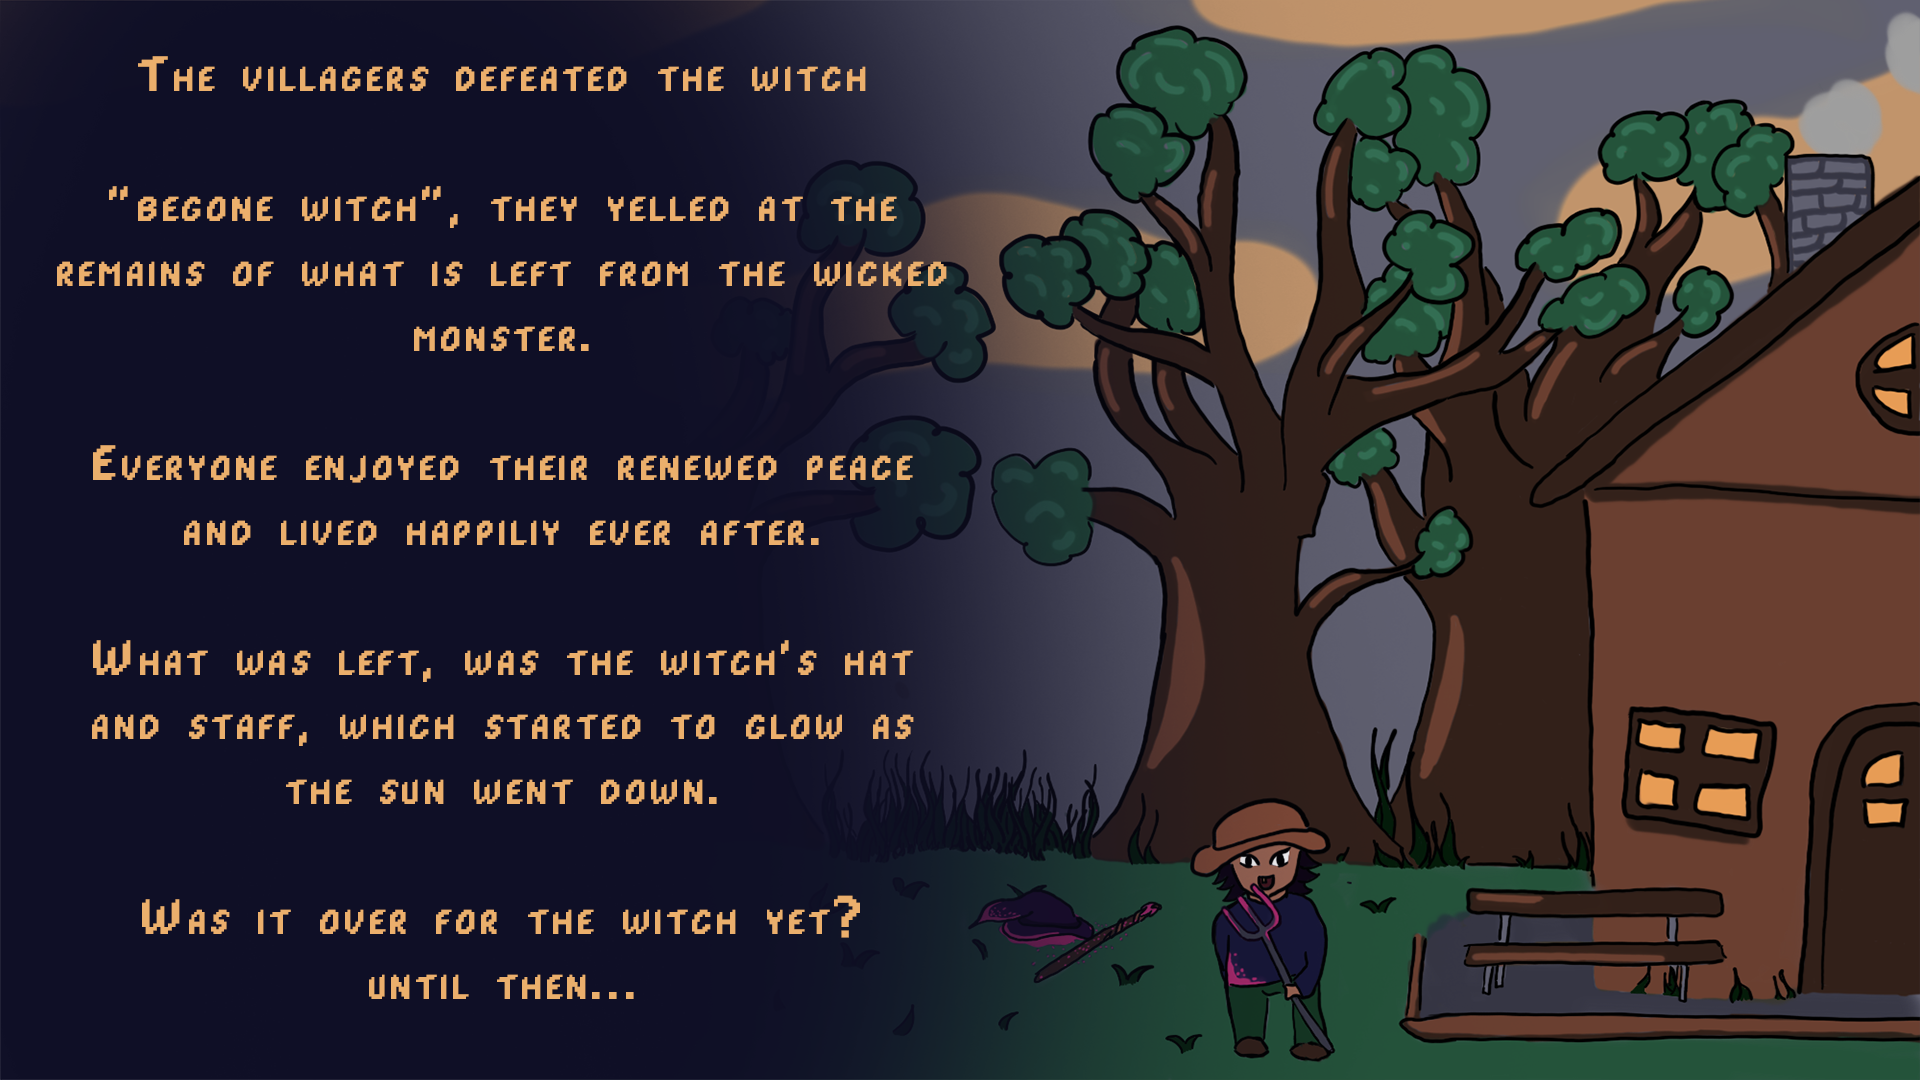 The villagers defeated the witch
"begone witch", they yelled at the
remains of what is left from the wicked
monster.
Everyone enjoyed their renewed peace
and lived happiliy ever after.
What was left, was the witch's hat
and staff, which started to glow as
the sun went down.
Was it over for the witch yet?
until then...